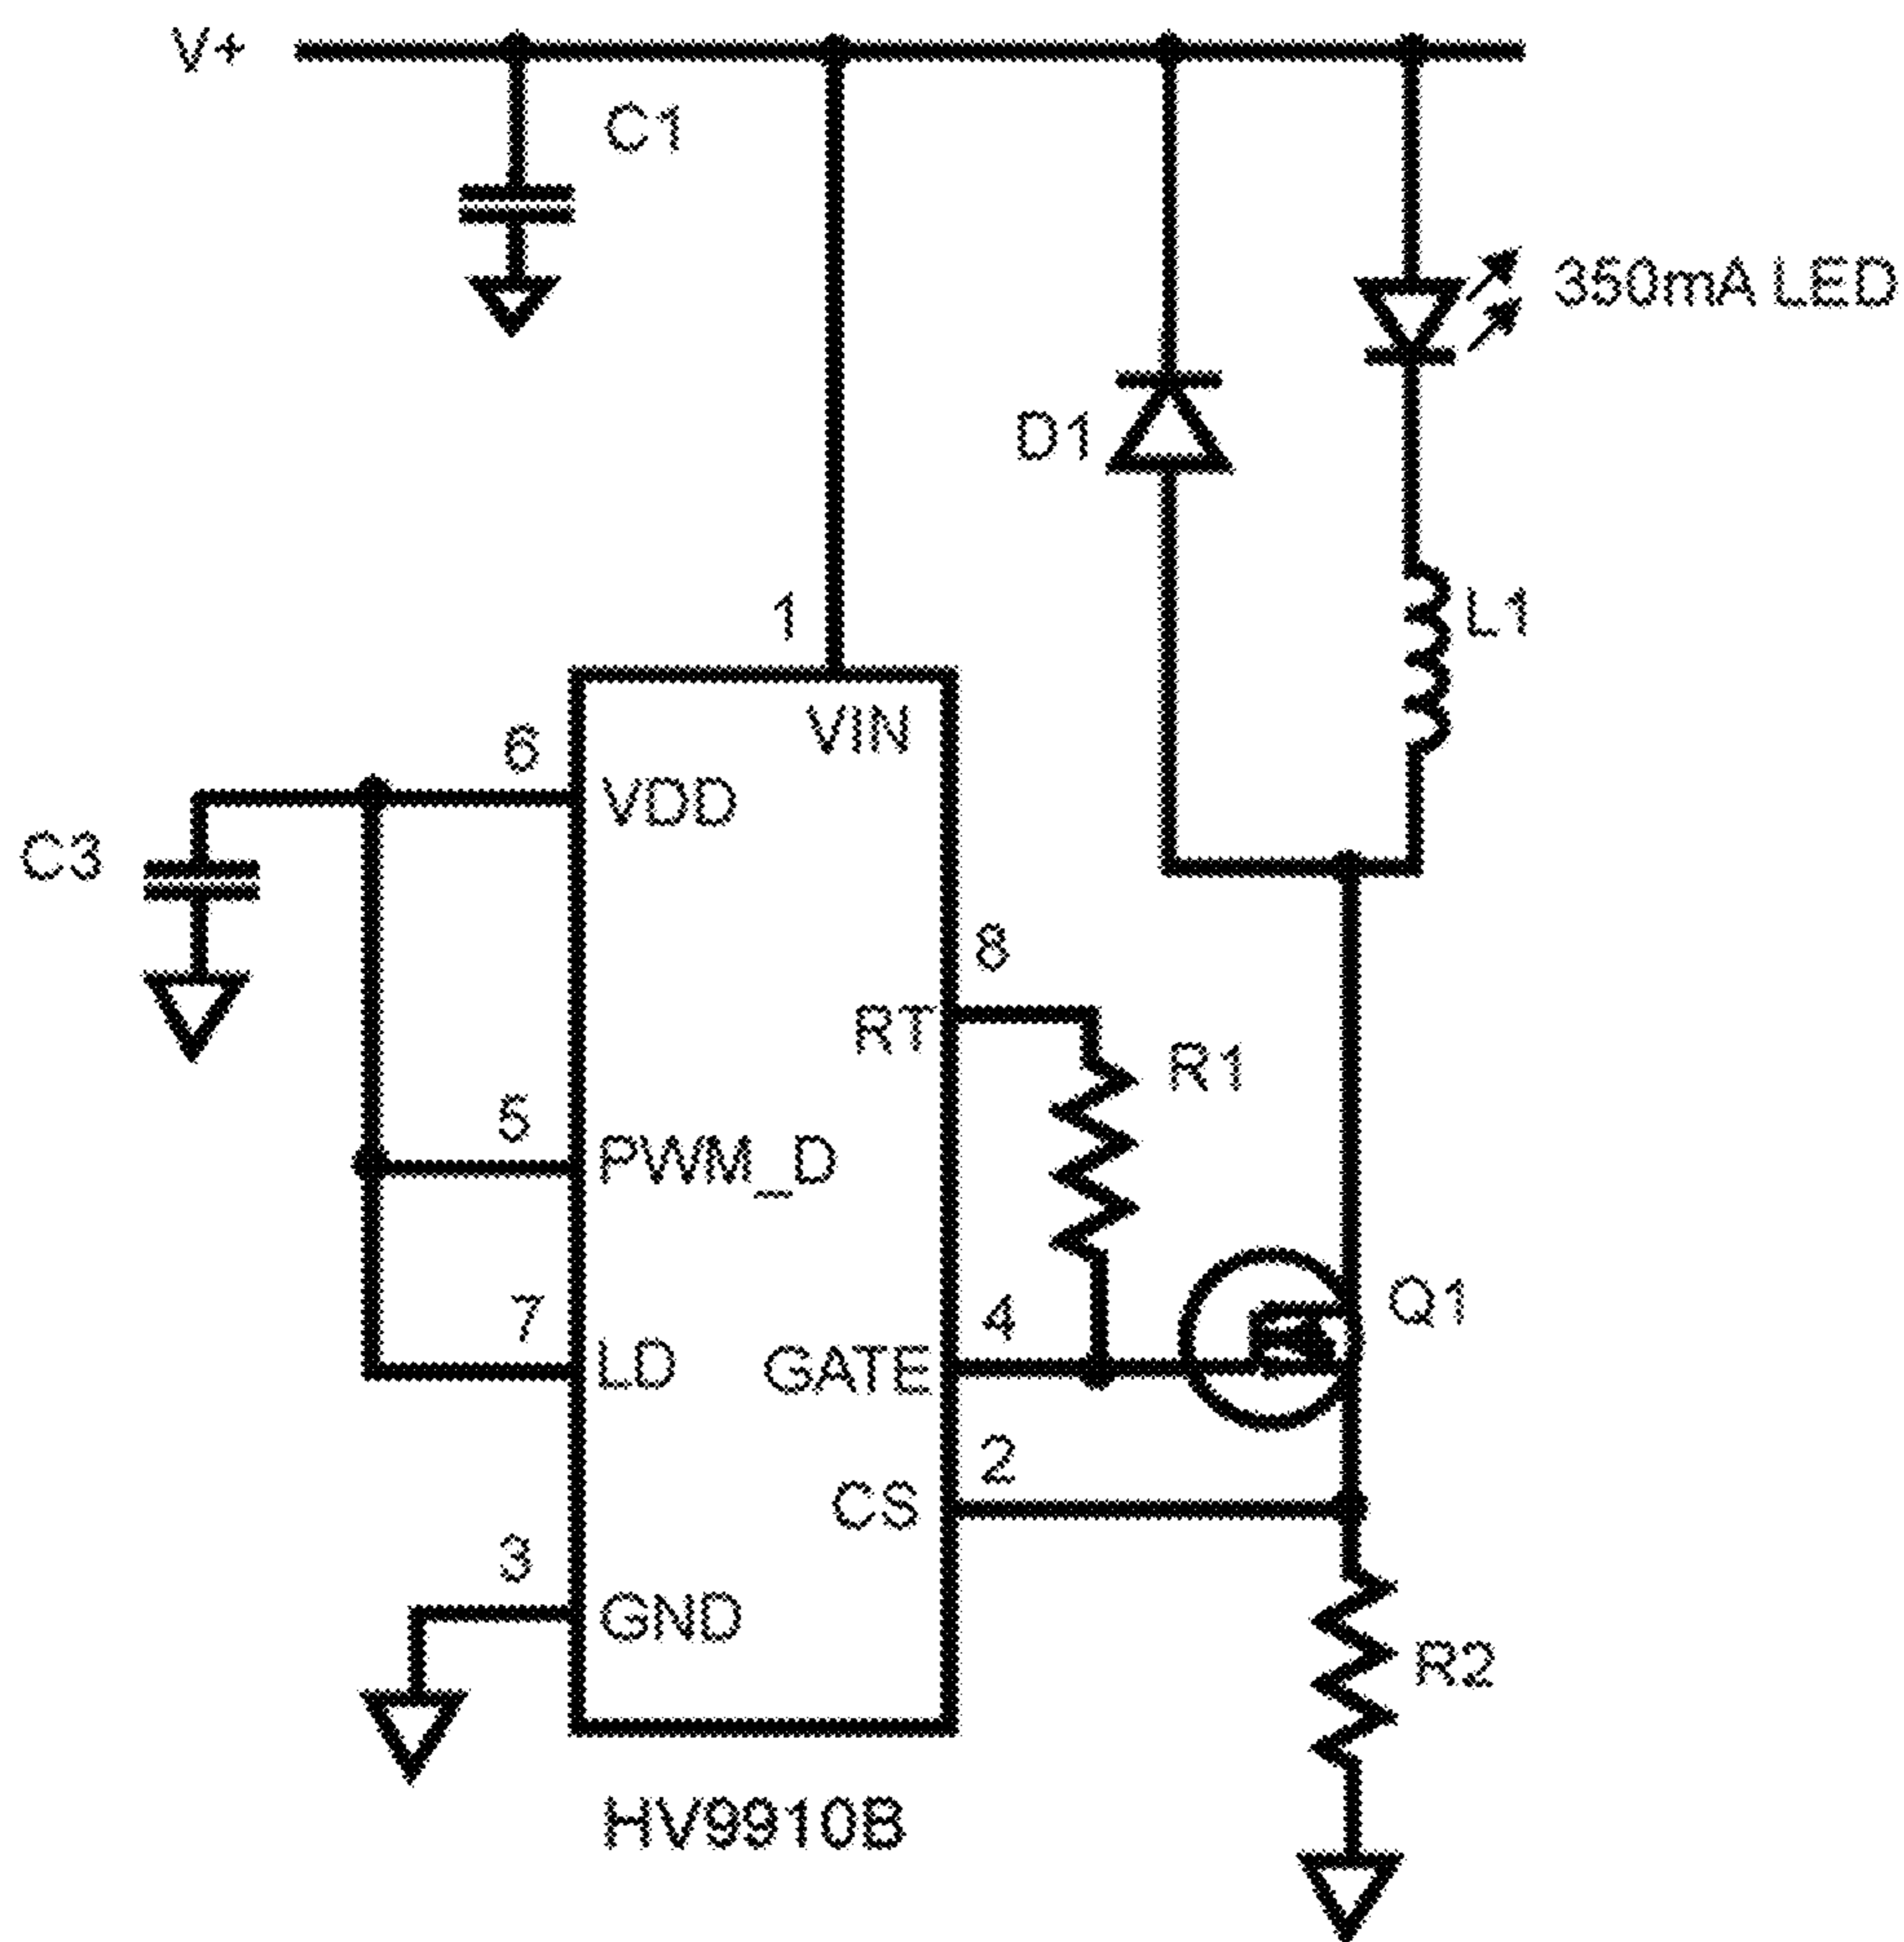 V+
C1
350mA LED
D1
L1
1
VIN
6
VDD
C3
8
RT
R1
5
PWM_D
7
LD
4
GATE
Q1
2
CS
3
GND
R2
HV9910B